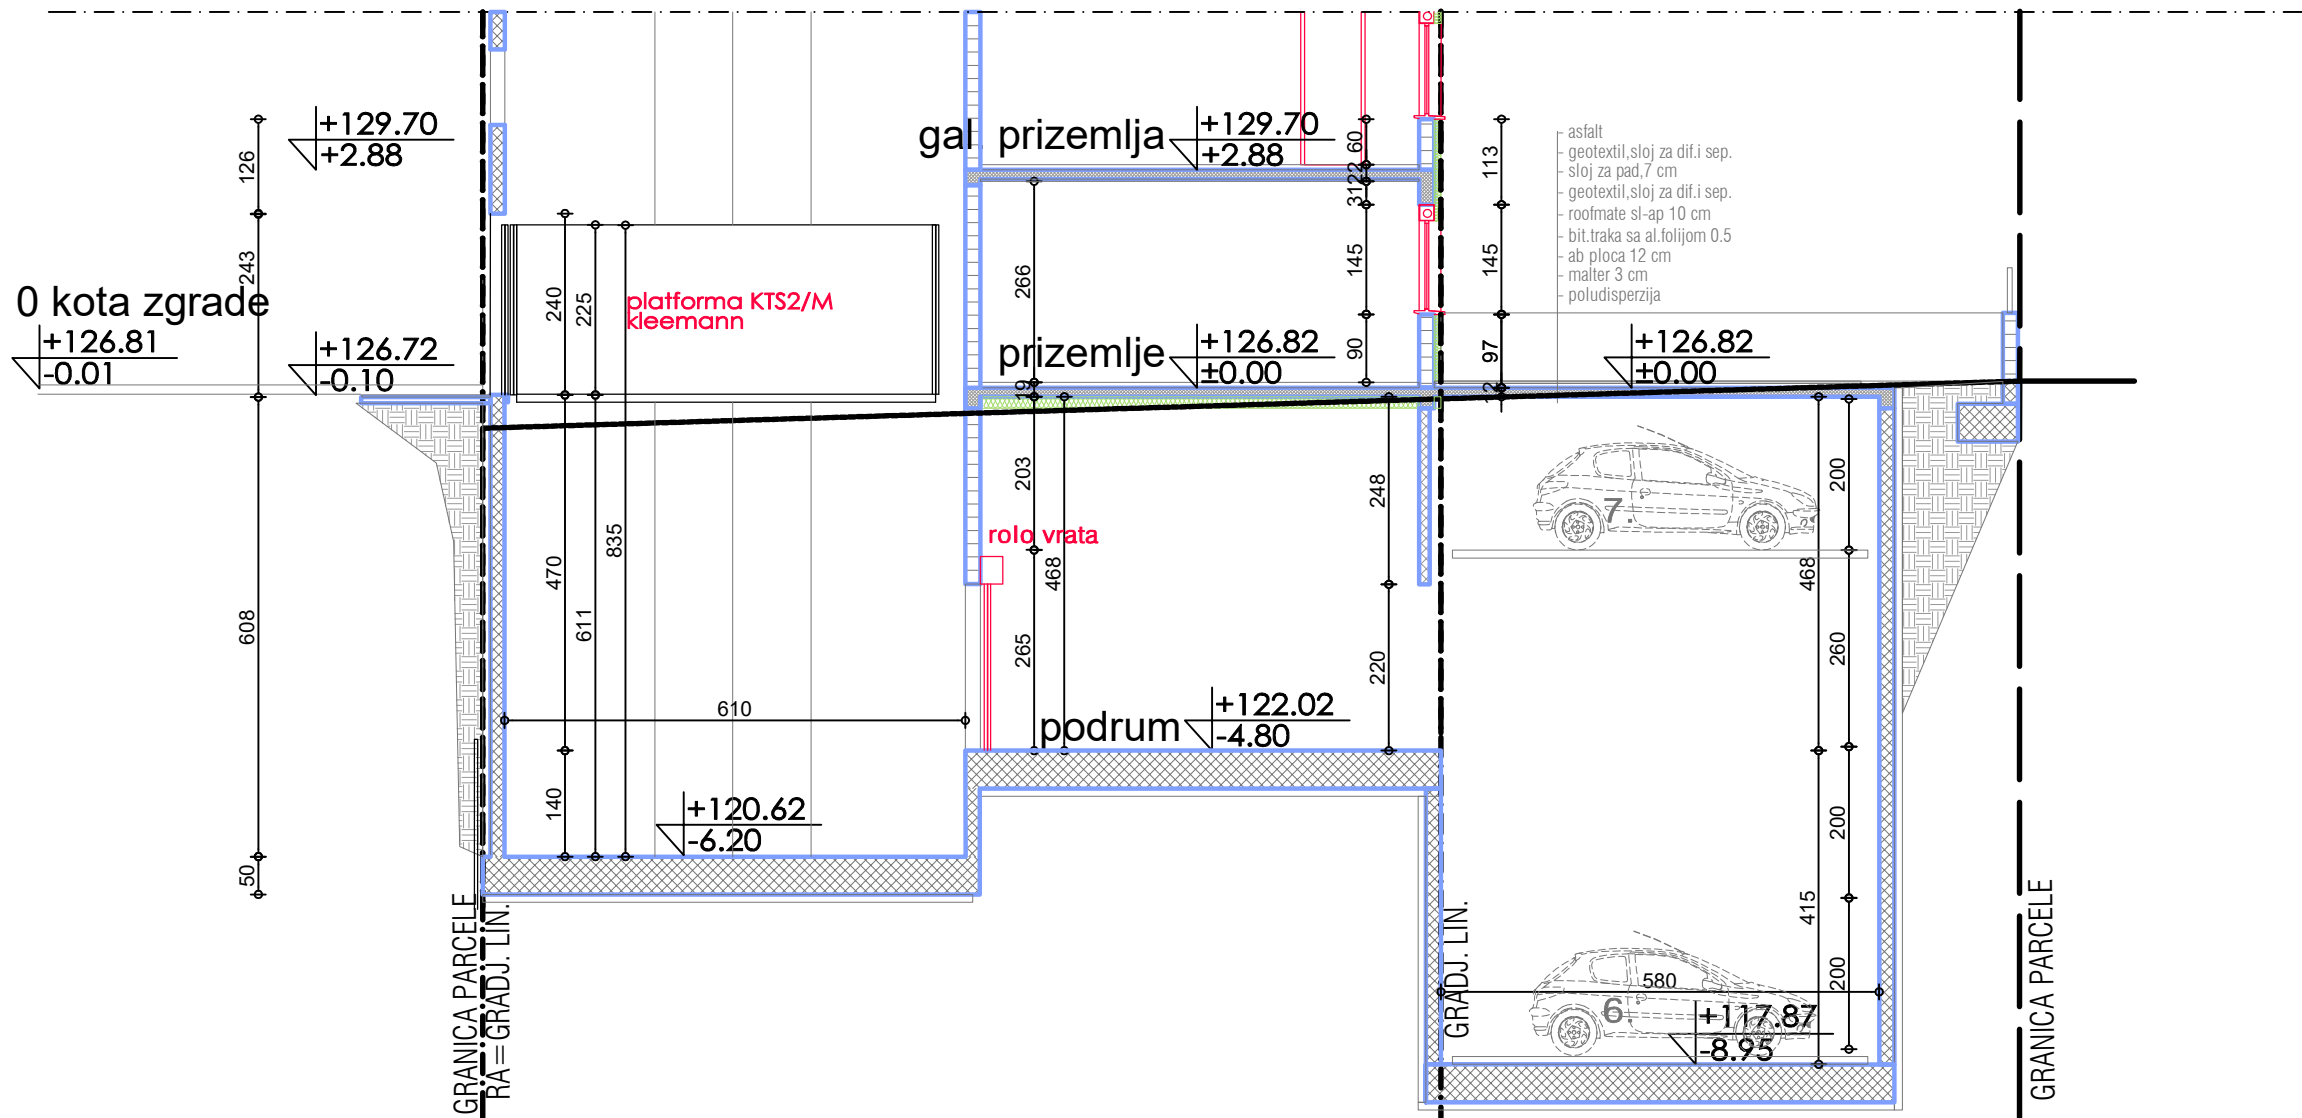 +129.70
+2.88
gal. prizemlja
+129.70
+2.88
asfalt
geotextil,sloj za dif.i sep.
sloj za pad,7 cm
geotextil,sloj za dif.i sep.
roofmate sl-ap 10 cm
bit.traka sa al.folijom 0.5
ab ploca 12 cm
malter 3 cm
poludisperzija
126
243
608
50
0 kota zgrade
+126.81
-0.01
+126.72
-0.10
240
225
platforma KTS2/M
kleemann
470
611
835
140
610
266
19
203
468
265
60
22
31
145
90
113
145
97
prizemlje
+126.82
±0.00
+126.82
±0.00
rolo vrata
248
220
7.
200
468
260
200
415
200
podrum
+122.02
-4.80
+120.62
-6.20
580
6.
+117.87
-8.95
GRANICA PARCELE
RA=GRADJ. LIN.
GRADJ. LIN.
GRANICA PARCELE